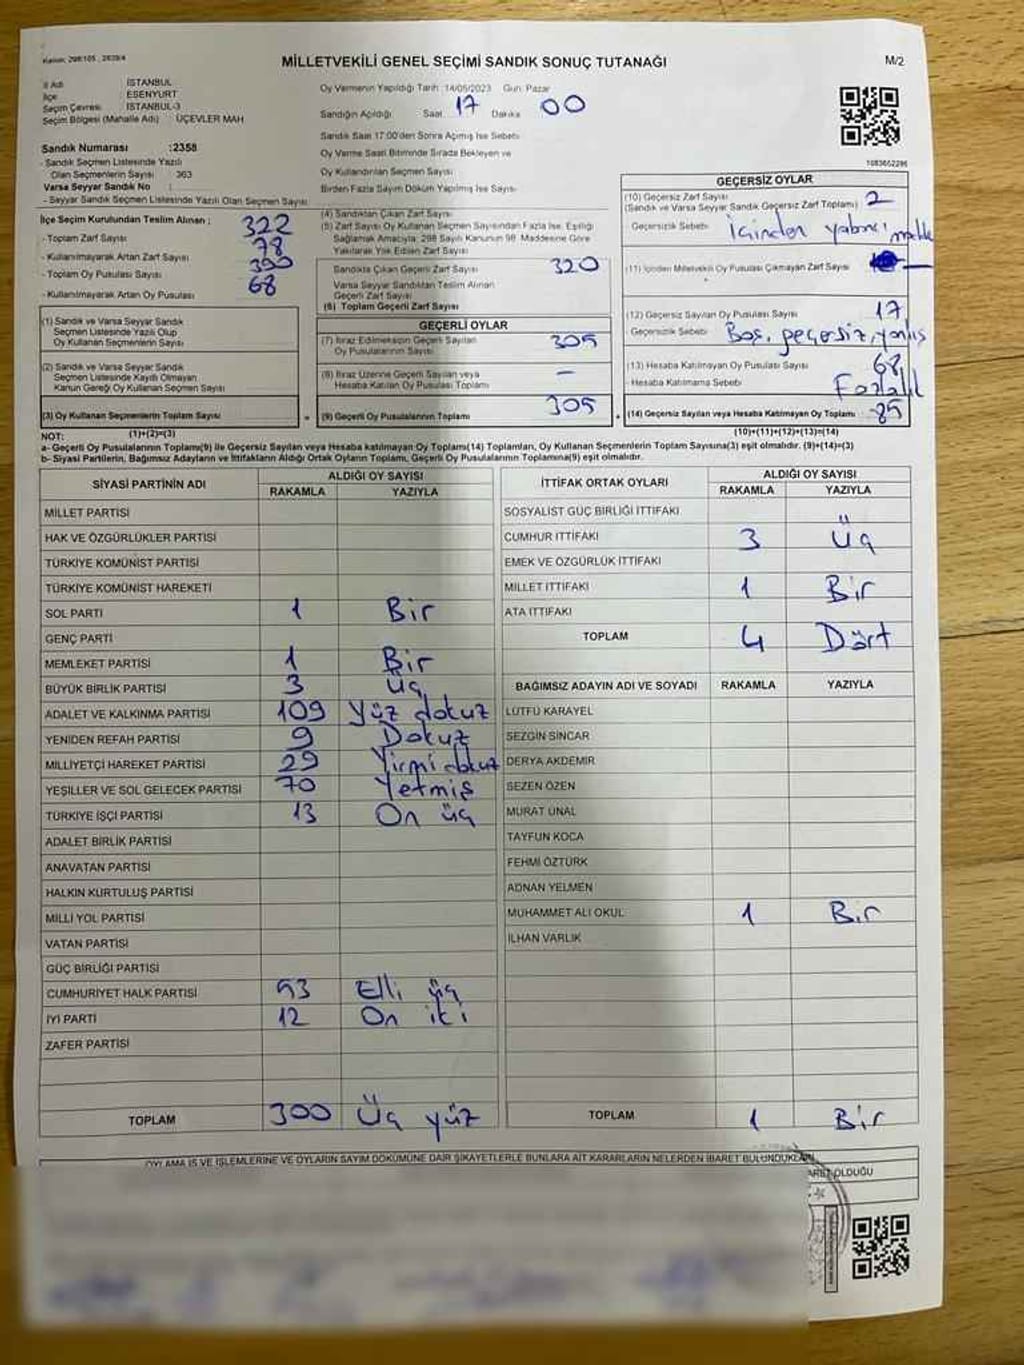 MİLLETVEKİLİ GENEL SEÇİMİ SANDIK SONUÇ TUTANAĞI
M/2
İl Adı İSTANBUL
İlçe ESENYURT
Seçim Çevresi İSTANBUL-3
Seçim Bölgesi (Mahalle Adı) : ÜÇEVLER MAH
Sandık Numarası :2358
- Sandık Seçmen Listesinde Yazılı
Olan Seçmenlerin Sayısı : 363
Varsa Seyyar Sandık No :
- Seyyar Sandık Seçmen Listesinde Yazılı Olan Seçmen Sayısı
Oy Vermenin Yapıldığı Tarih :14/05/2023 Gün: Pazar
Sandığın Açıldığı Saat 17 Dakika 00
Sandık Saat 17:00'den Sonra Açılmış İse Sebebi
Oy Verme Saati Bitiminde Sırada Bekleyen ve
Oy Kullandırılan Seçmen Sayısı
Birden Fazla Sayım Döküm Yapılmış İse Sayısı
1083652296
İlçe Seçim Kurulundan Teslim Alınan ;
- Toplam Zarf Sayısı 322
- Kullanılmayarak Artan Zarf Sayısı 78
- Toplam Oy Pusulası Sayısı 390
- Kullanılmayarak Artan Oy Pusulası 68
(1) Sandık ve Varsa Seyyar Sandık
Seçmen Listesinde Yazılı Olup
Oy Kullanan Seçmenlerin Sayısı
(2) Sandık ve Varsa Seyyar Sandık
Seçmen Listesinde Kaydı Olmayan
Kanun Gereği Oy Kullanan Seçmen Sayısı
(3) Oy Kullanan Seçmenlerin Toplam Sayısı
(4) Sandıktan Çıkan Zarf Sayısı
(5) Zarf Sayısı Oy Kullanan Seçmen Sayısından Fazla İse, Eşitliği
Sağlamak Amacıyla; 298 Sayılı Kanunun 98. Maddesine Göre
Yakılarak Yok Edilen Zarf Sayısı
Sandıkta Çıkan Geçerli Zarf Sayısı 320
Varsa Seyyar Sandıktan Teslim Alınan
Geçerli Zarf Sayısı
(6) Toplam Geçerli Zarf Sayısı
GEÇERLİ OYLAR
(7) İtiraz Edilmeksizin Geçerli Sayılan
Oy Pusulalarının Sayısı 305
(8) İtiraz Üzerine Geçerli Sayılan veya
Hesaba Katılan Oy Pusulası Toplamı –
(9) Geçerli Oy Pusulalarının Toplamı 305
GEÇERSİZ OYLAR
(10) Geçersiz Zarf Sayısı
(Sandık ve Varsa Seyyar Sandık Geçersiz Zarf Toplamı) 2
Geçersizlik Sebebi İçinden yabancı madde
(11) İçinden Milletvekili Oy Pusulası Çıkmayan Zarf Sayısı –
(12) Geçersiz Sayılan Oy Pusulası Sayısı 17
Geçersizlik Sebebi : Boş, geçersiz, yanlış
(13) Hesaba Katılmayan Oy Pusulası Sayısı 68
Hesaba Katılmama Sebebi
(14) Geçersiz Sayılan veya Hesaba Katılmayan Oy Toplamı 85
NOT: (1)+(2)=(3) (10)+(11)+(12)+(13)=(14)
a- Geçerli Oy Pusulalarının Toplamı(9) ile Geçersiz Sayılan veya Hesaba katılmayan Oy Toplamı(14) Toplamları, Oy Kullanan Seçmenlerin Toplam Sayısına(3) eşit olmalıdır. (9)+(14)=(3)
b- Siyasi Partilerin, Bağımsız Adayların ve İttifakların Aldığı Ortak Oyların Toplamı, Geçerli Oy Pusulalarının Toplamına(9) eşit olmalıdır.
SİYASİ PARTİNİN ADI ALDIĞI OY SAYISI
RAKAMLA YAZIYLA
MİLLET PARTİSİ
HAK VE ÖZGÜRLÜKLER PARTİSİ
TÜRKİYE KOMÜNİST PARTİSİ
TÜRKİYE KOMÜNİST HAREKETİ
SOL PARTİ 1 Bir
GENÇ PARTİ
MEMLEKET PARTİSİ 1 Bir
BÜYÜK BİRLİK PARTİSİ 3 Üç
ADALET VE KALKINMA PARTİSİ 109 Yüz dokuz
YENİDEN REFAH PARTİSİ 9 Dokuz
MİLLİYETÇİ HAREKET PARTİSİ 29 Yirmi dokuz
YEŞİLLER VE SOL GELECEK PARTİSİ 70 Yetmiş
TÜRKİYE İŞÇİ PARTİSİ 13 On üç
ADALET BİRLİK PARTİSİ
ANAVATAN PARTİSİ
HALKIN KURTULUŞ PARTİSİ
MİLLİ YOL PARTİSİ
VATAN PARTİSİ
GÜÇ BİRLİĞİ PARTİSİ
CUMHURİYET HALK PARTİSİ 53 Elli üç
İYİ PARTİ 12 On iki
ZAFER PARTİSİ
TOPLAM 300 Üç yüz
İTTİFAK ORTAK OYLARI ALDIĞI OY SAYISI
RAKAMLA YAZIYLA
SOSYALİST GÜÇ BİRLİĞİ İTTİFAKI
CUMHUR İTTİFAKI 3 Üç
EMEK VE ÖZGÜRLÜK İTTİFAKI
MİLLET İTTİFAKI 1 Bir
ATA İTTİFAKI
TOPLAM 4 Dört
BAĞIMSIZ ADAYIN ADI VE SOYADI RAKAMLA YAZIYLA
LÜTFÜ KARAYEL
SEZGİN SİNCAR
DERYA AKDEMİR
SEZEN ÖZEN
MURAT ÜNAL
TAYFUN KOCA
FEHMİ ÖZTÜRK
ADNAN YELMEN
MUHAMMET ALİ OKUL 1 Bir
İLHAN VARLIK
TOPLAM 1 Bir
OYLAMA İŞ VE İŞLEMLERİNE VE OYLARIN SAYIM DÖKÜMÜNE DAİR ŞİKAYETLERLE BUNLARA AİT KARARLARIN NELERDEN İBARET BULUNDUKLARI
OLDUĞU